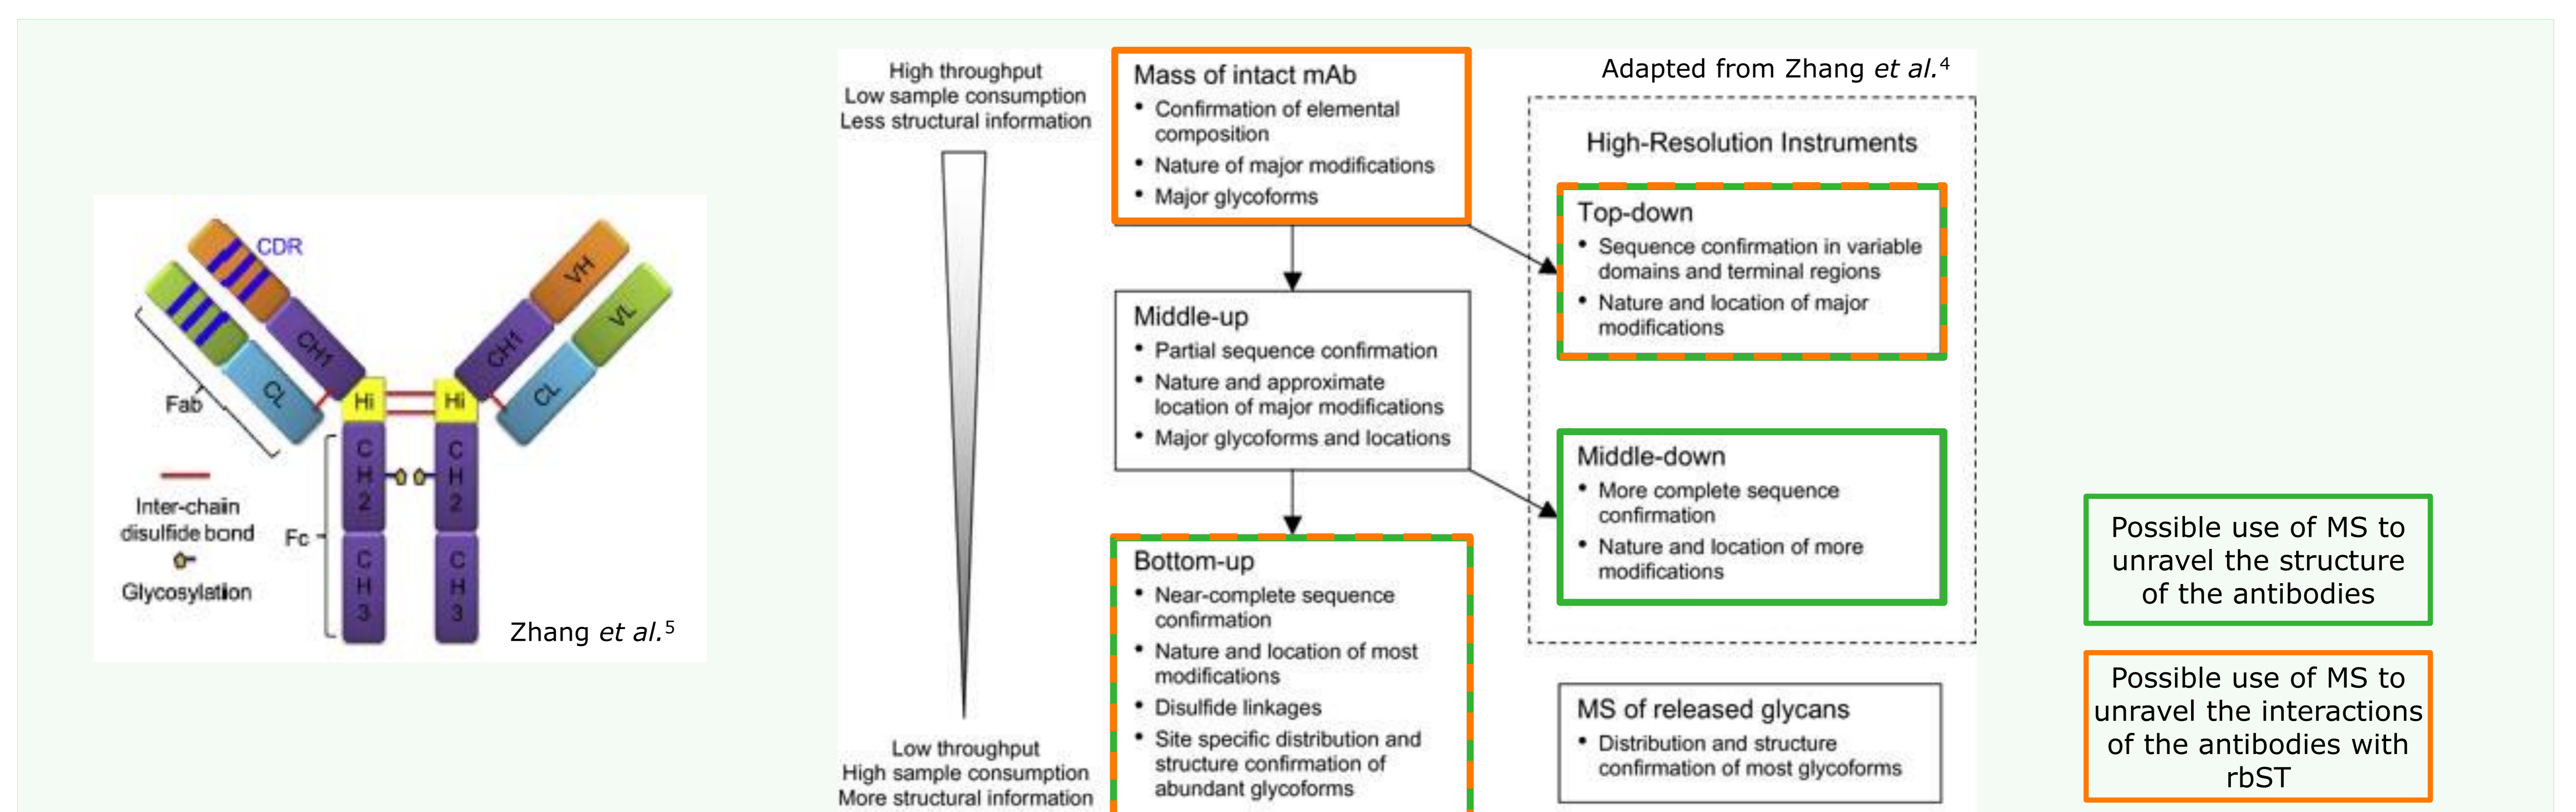 CDR
VH
VL
CH1
CH1
CL
CL
Hi
Hi
Fab
C
H
2
C
H
2
C
H
3
C
H
3
Fc
Inter-chain
disulfide bond
Glycosylation
Zhang et al.5
High throughput
Low sample consumption
Less structural information
Low throughput
High sample consumption
More structural information
Mass of intact mAb
• Confirmation of elemental
composition
• Nature of major modifications
• Major glycoforms
Middle-up
• Partial sequence confirmation
• Nature and approximate
location of major modifications
• Major glycoforms and locations
Bottom-up
• Near-complete sequence
confirmation
• Nature and location of most
modifications
• Disulfide linkages
• Site specific distribution and
structure confirmation of
abundant glycoforms
Adapted from Zhang et al.4
High-Resolution Instruments
Top-down
• Sequence confirmation in variable
domains and terminal regions
• Nature and location of major
modifications
Middle-down
• More complete sequence
confirmation
• Nature and location of more
modifications
MS of released glycans
• Distribution and structure
confirmation of most glycoforms
Possible use of MS to
unravel the structure
of the antibodies
Possible use of MS to
unravel the interactions
of the antibodies with
rbST